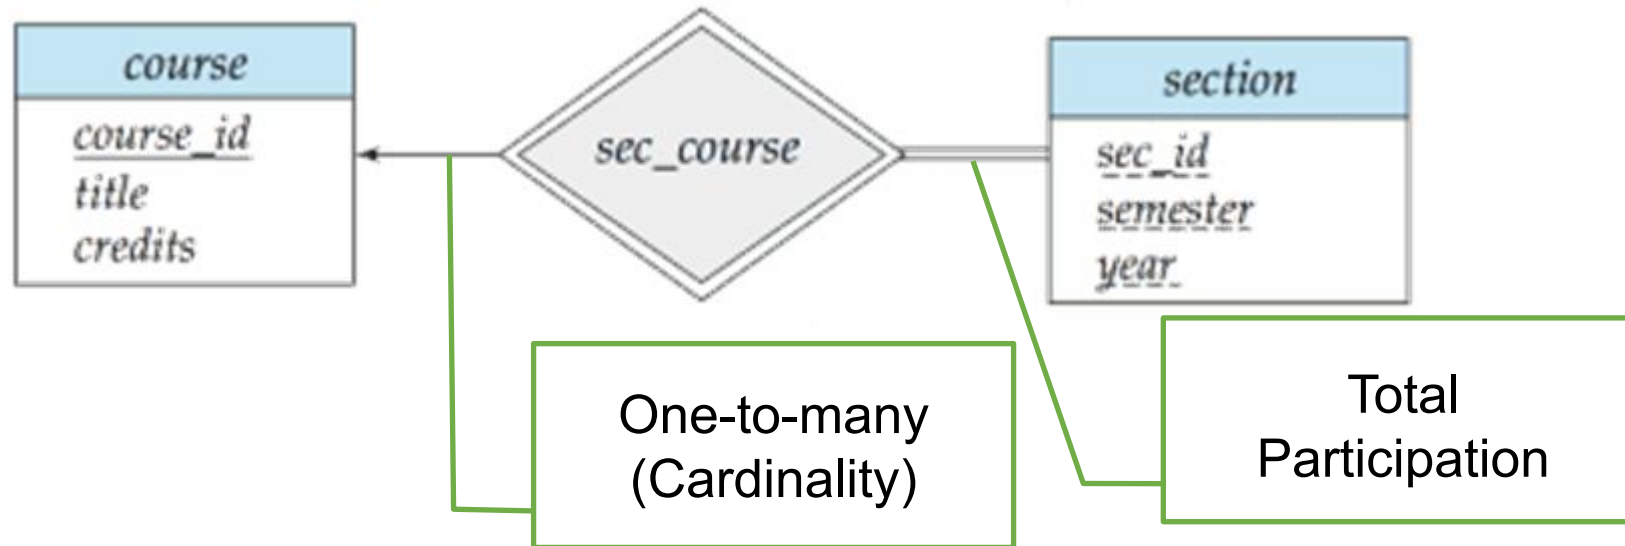 course
course_id
title
credits
sec_course
section
sec_id
semester
year
One-to-many
(Cardinality)
Total
Participation